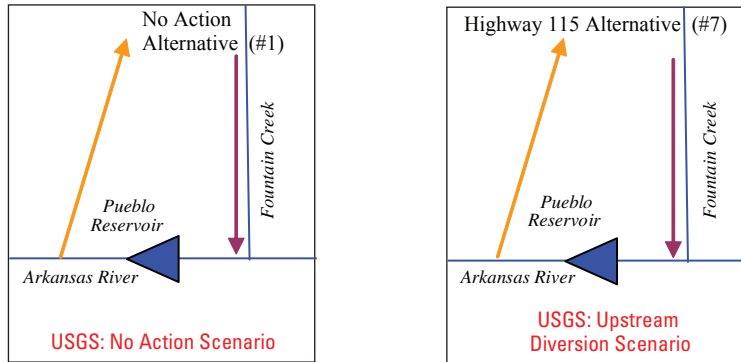 No Action
Alternative (#1)
Fountain Creek
Pueblo
Reservoir
Arkansas River
USGS: No Action Scenario
Highway 115 Alternative (#7)
Fountain Creek
Pueblo
Reservoir
Arkansas River
USGS: Upstream
Diversion Scenario